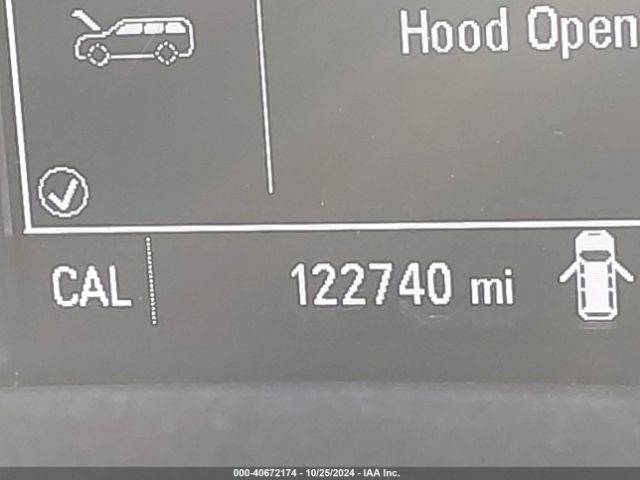 Hood Open
CAL 122740 mi
000-40672174 - 10/25/2024 - IAA Inc.